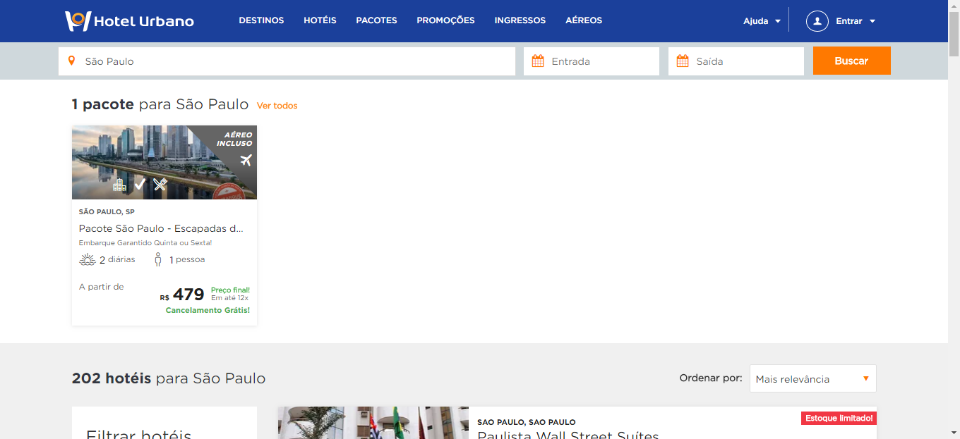 Hotel Urbano
DESTINOS HOTÉIS PACOTES PROMOÇÕES INGRESSOS AÉREOS
Ajuda Entrar
São Paulo Entrada Saída Buscar
1 pacote para São Paulo Ver todos
AÉREO
INCLUSO
SÃO PAULO, SP
Pacote São Paulo - Escapadas d...
Embarque Garantido Quinta ou Sexta!
2 diárias 1 pessoa
A partir de
R$ 479 Preço final!
Em até 12x
Cancelamento Grátis!
202 hotéis para São Paulo
Ordenar por: Mais relevância
Filtrar hotéis
SAO PAULO, SAO PAULO
Estoque limitado!
Paulista Wall Street Suítes